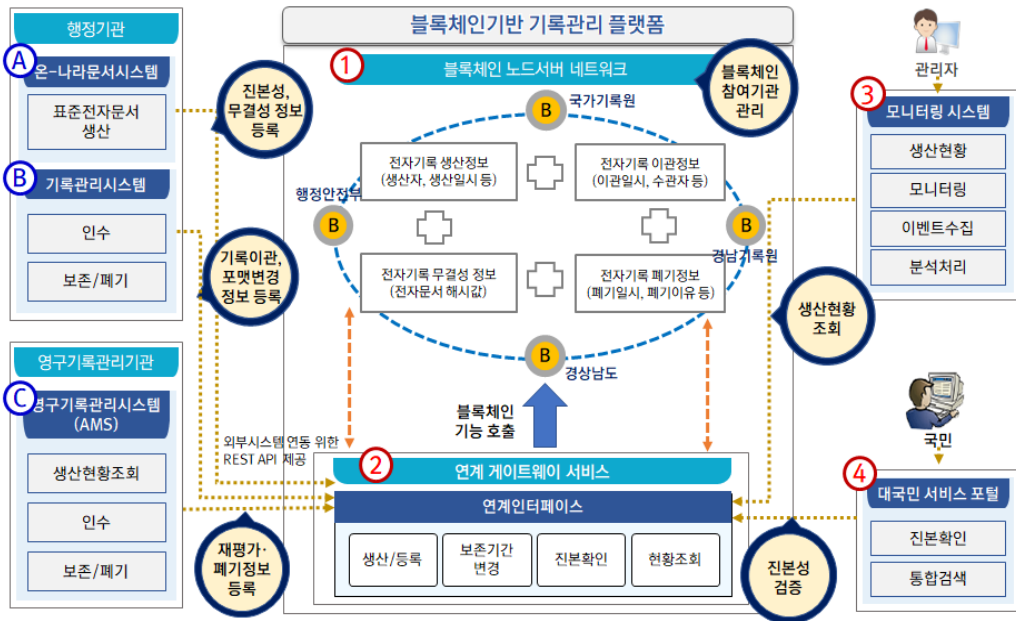 블록체인기반 기록관리 플랫폼
행정기관
A
온-나라문서시스템
표준전자문서
생산
B
기록관리시스템
인수
보존/폐기
영구기록관리기관
C
영구기록관리시스템
(AMS)
생산현황조회
인수
보존/폐기
진본성,
무결성 정보
등록
기록이관,
포맷변경
정보 등록
재평가·
폐기정보
등록
1
블록체인 노드서버 네트워크
블록체인
참여기관
관리
B
국가기록원
전자기록 생산정보
(생산자, 생산일시 등)
전자기록 이관정보
(이관일시, 수관자 등)
행정안전부
B
B
경남기록원
전자기록 무결성 정보
(전자문서 해시값)
전자기록 폐기정보
(폐기일시, 폐기이유 등)
B
경상남도
블록체인
기능 호출
외부시스템 연동 위한
REST API 제공
2
연계 게이트웨이 서비스
연계인터페이스
생산/등록
보존기간
변경
진본확인
현황조회
관리자
3
모니터링 시스템
생산현황
모니터링
이벤트수집
분석처리
생산현황
조회
국민
4
대국민 서비스 포털
진본확인
통합검색
진본성
검증